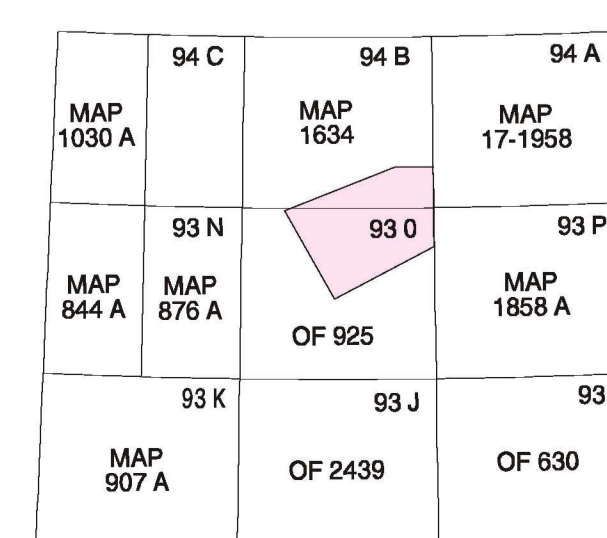 94 C
94 B
94 A
MAP
1030 A
MAP
1634
MAP
17-1958
93 N
93 0
93 P
MAP
844 A
MAP
876 A
OF 925
MAP
1858 A
93 K
93 J
93
MAP
907 A
OF 2439
OF 630